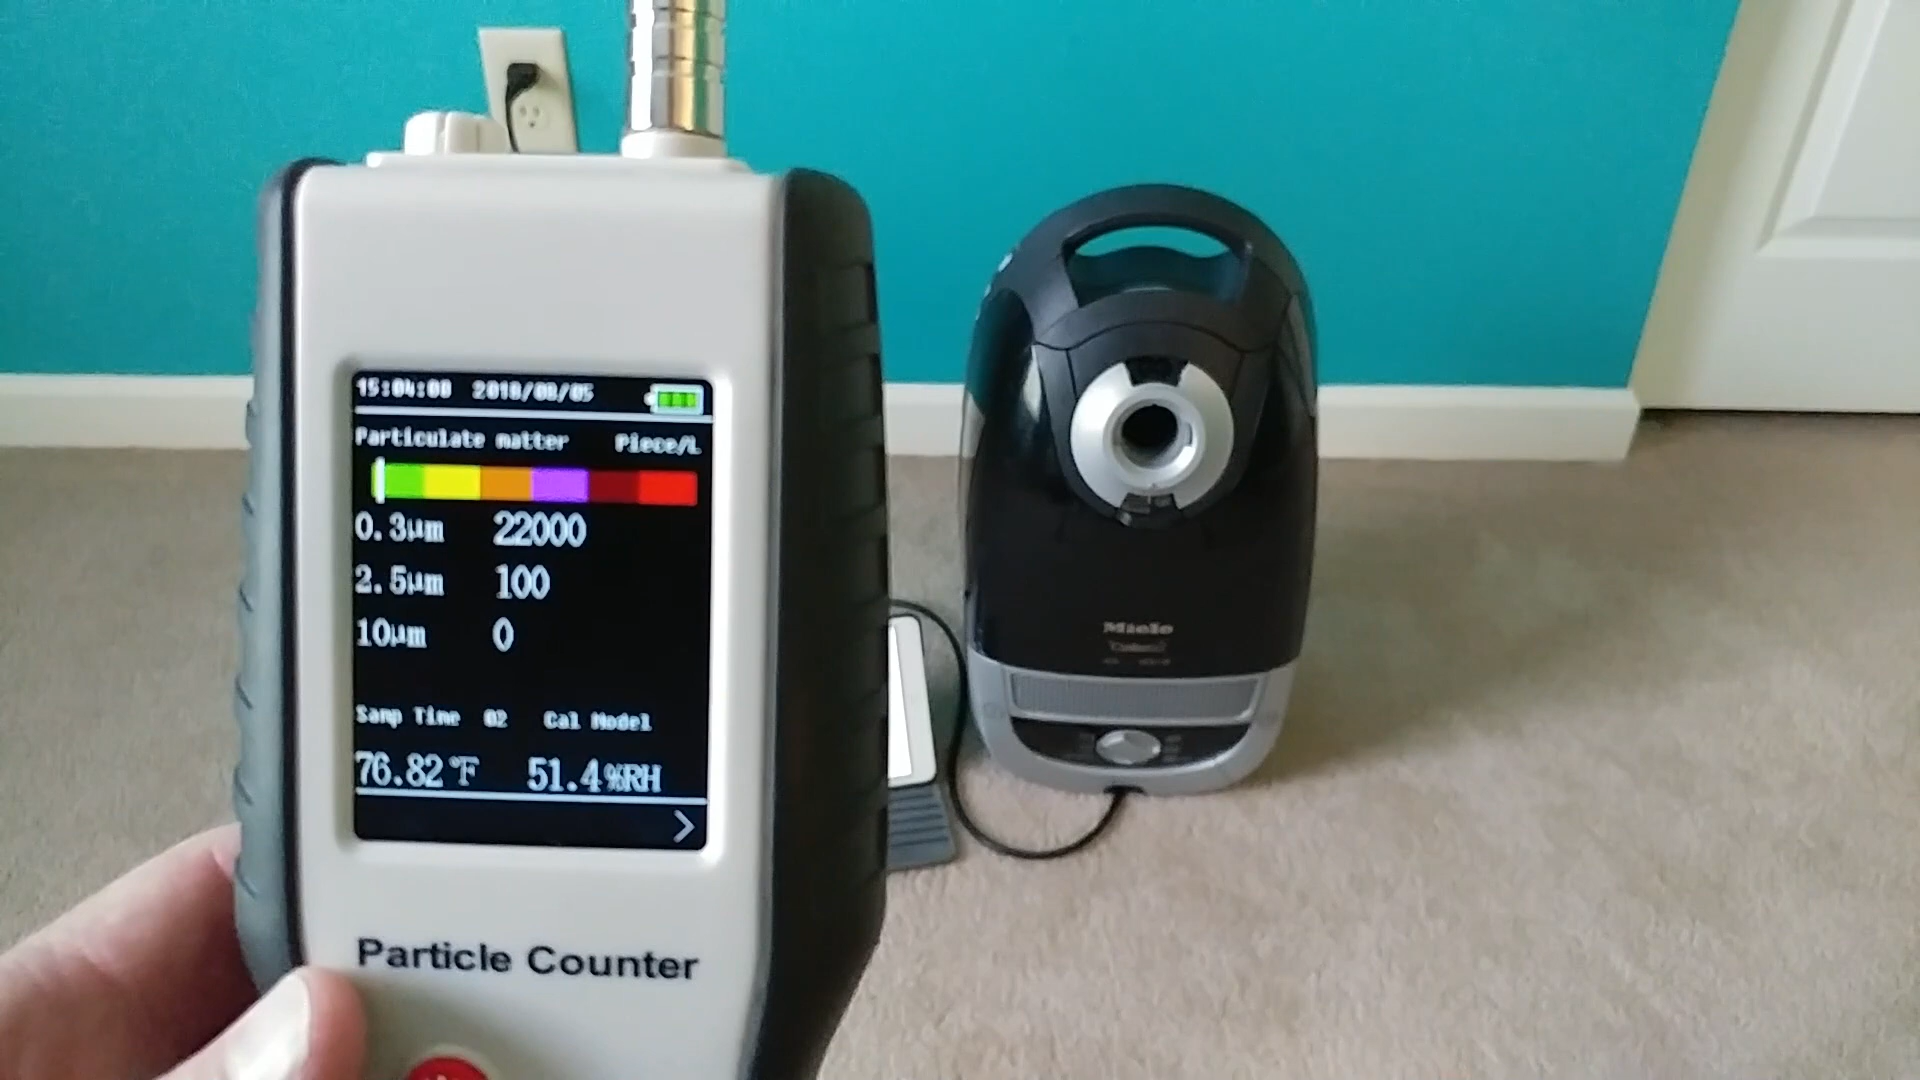 15:04:08 2018/08/05
Particulate matter Piece/L
0.3µm 22000
2.5µm 100
10µm 0
Samp Time 02 Cal Model
76.82℉ 51.4%RH
>
Particle Counter
Miele